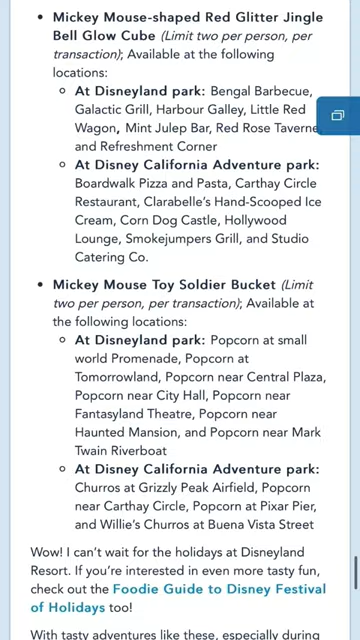 • Mickey Mouse-shaped Red Glitter Jingle
Bell Glow Cube (Limit two per person, per
transaction); Available at the following
locations:
○ At Disneyland park: Bengal Barbecue,
Galactic Grill, Harbour Galley, Little Red
Wagon, Mint Julep Bar, Red Rose Taverne
and Refreshment Corner
○ At Disney California Adventure park:
Boardwalk Pizza and Pasta, Carthay Circle
Restaurant, Clarabelle’s Hand-Scooped Ice
Cream, Corn Dog Castle, Hollywood
Lounge, Smokejumpers Grill, and Studio
Catering Co.
• Mickey Mouse Toy Soldier Bucket (Limit
two per person, per transaction); Available at
the following locations:
○ At Disneyland park: Popcorn at small
world Promenade, Popcorn at
Tomorrowland, Popcorn near Central Plaza,
Popcorn near City Hall, Popcorn near
Fantasyland Theatre, Popcorn near
Haunted Mansion, and Popcorn near Mark
Twain Riverboat
○ At Disney California Adventure park:
Churros at Grizzly Peak Airfield, Popcorn
near Carthay Circle, Popcorn at Pixar Pier,
and Willie’s Churros at Buena Vista Street
Wow! I can’t wait for the holidays at Disneyland
Resort. If you’re interested in even more tasty fun,
check out the Foodie Guide to Disney Festival
of Holidays too!
With tasty adventures like these, especially during